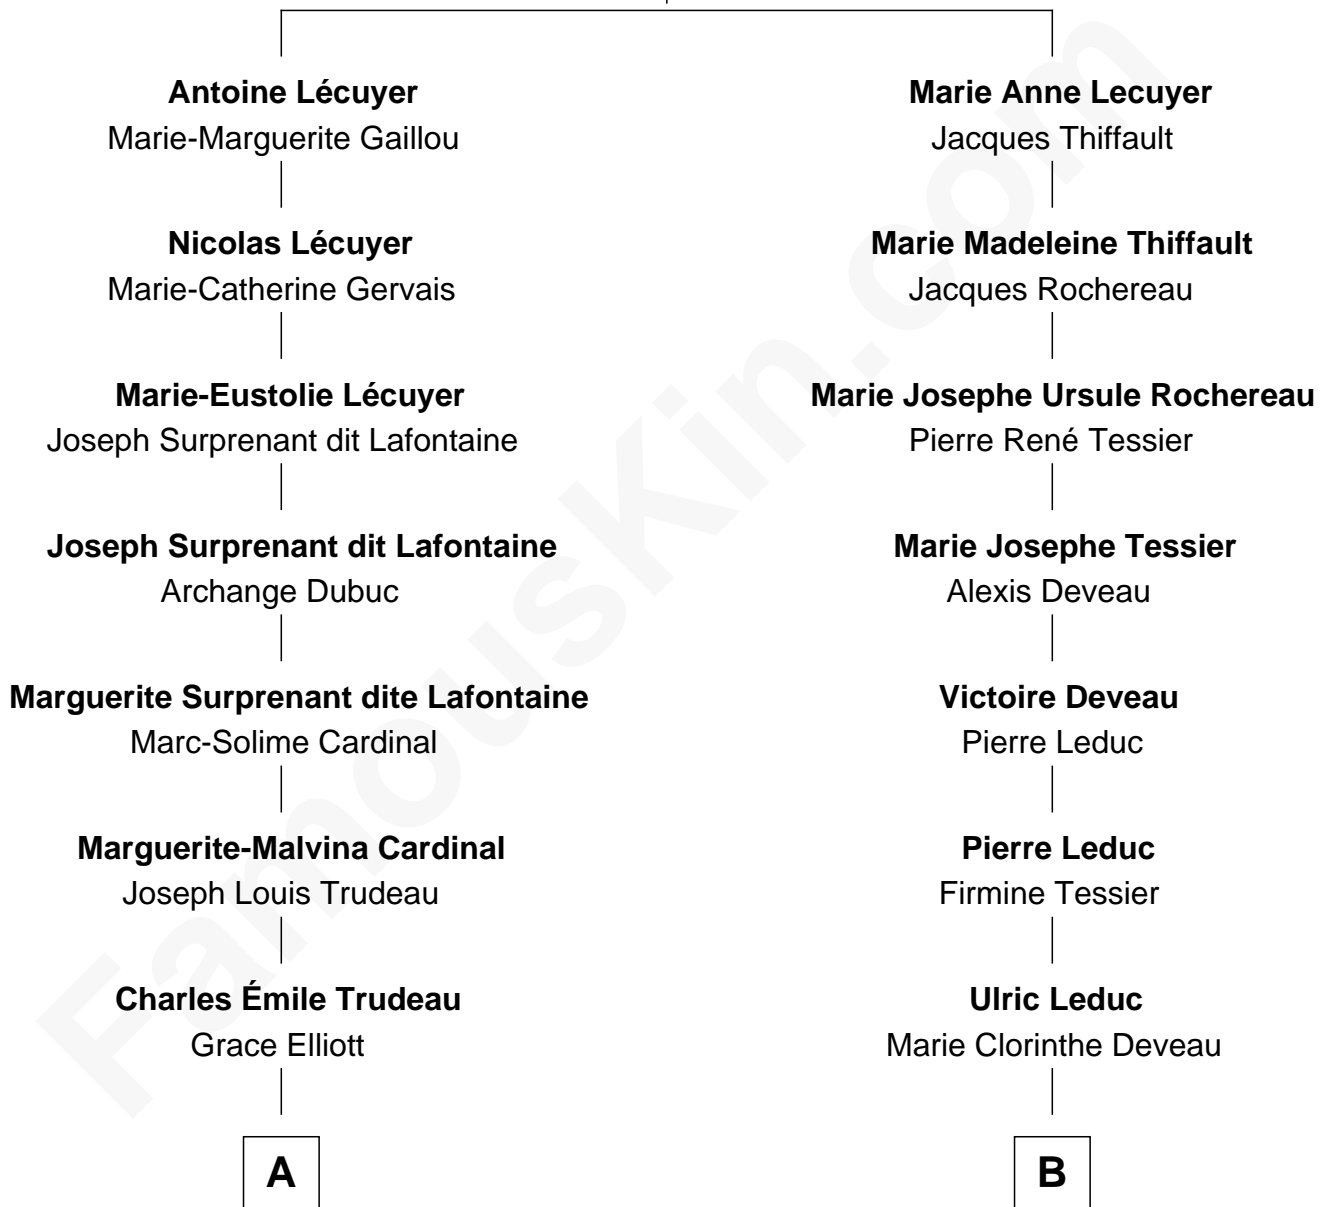 Antoine Lécuyer
Marie-Marguerite Gaillou
Marie Anne Lecuyer
Jacques Thiffault
Nicolas Lécuyer
Marie-Catherine Gervais
Marie Madeleine Thiffault
Jacques Rochereau
Marie-Eustolie Lécuyer
Joseph Surprenant dit Lafontaine
Marie Josephe Ursule Rochereau
Pierre René Tessier
Joseph Surprenant dit Lafontaine
Archange Dubuc
Marie Josephe Tessier
Alexis Deveau
Marguerite Surprenant dite Lafontaine
Marc-Solime Cardinal
Victoire Deveau
Pierre Leduc
Marguerite-Malvina Cardinal
Joseph Louis Trudeau
Pierre Leduc
Firmine Tessier
Charles Émile Trudeau
Grace Elliott
Ulric Leduc
Marie Clorinthe Deveau
A
B
FamousKin.com